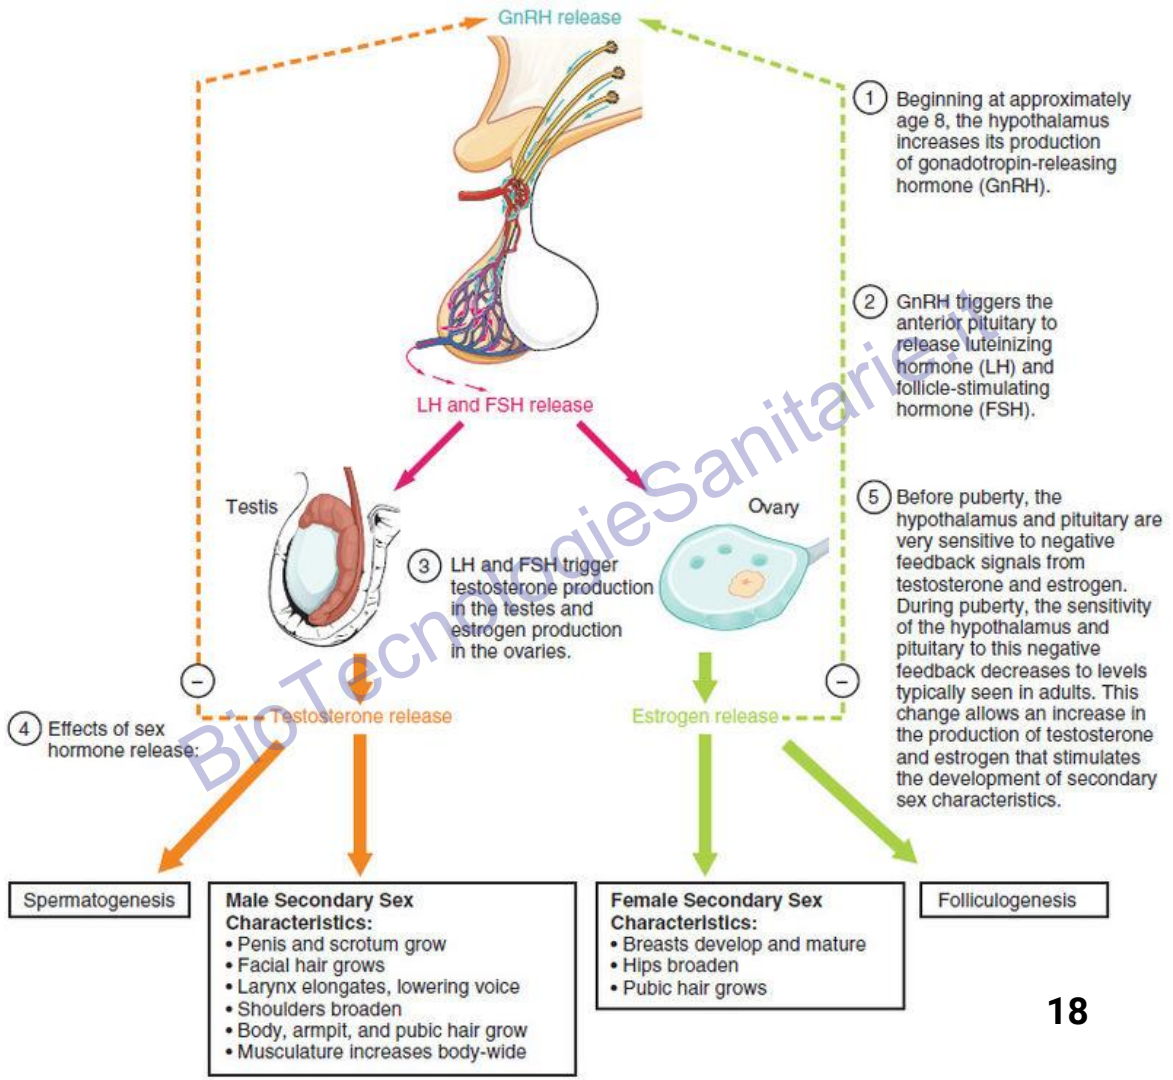 GnRH release
1 Beginning at approximately
age 8, the hypothalamus
increases its production
of gonadotropin-releasing
hormone (GnRH).
2 GnRH triggers the
anterior pituitary to
release luteinizing
hormone (LH) and
follicle-stimulating
hormone (FSH).
LH and FSH release
Testis
Ovary
3 LH and FSH trigger
testosterone production
in the testes and
estrogen production
in the ovaries.
5 Before puberty, the
hypothalamus and pituitary are
very sensitive to negative
feedback signals from
testosterone and estrogen.
During puberty, the sensitivity
of the hypothalamus and
pituitary to this negative
feedback decreases to levels
typically seen in adults. This
change allows an increase in
the production of testosterone
and estrogen that stimulates
the development of secondary
sex characteristics.
–
–
Testosterone release
Estrogen release
4 Effects of sex
hormone release:
Spermatogenesis
Male Secondary Sex
Characteristics:
• Penis and scrotum grow
• Facial hair grows
• Larynx elongates, lowering voice
• Shoulders broaden
• Body, armpit, and pubic hair grow
• Musculature increases body-wide
Female Secondary Sex
Characteristics:
• Breasts develop and mature
• Hips broaden
• Pubic hair grows
Folliculogenesis
18
BioTecnologieSanitarie.it